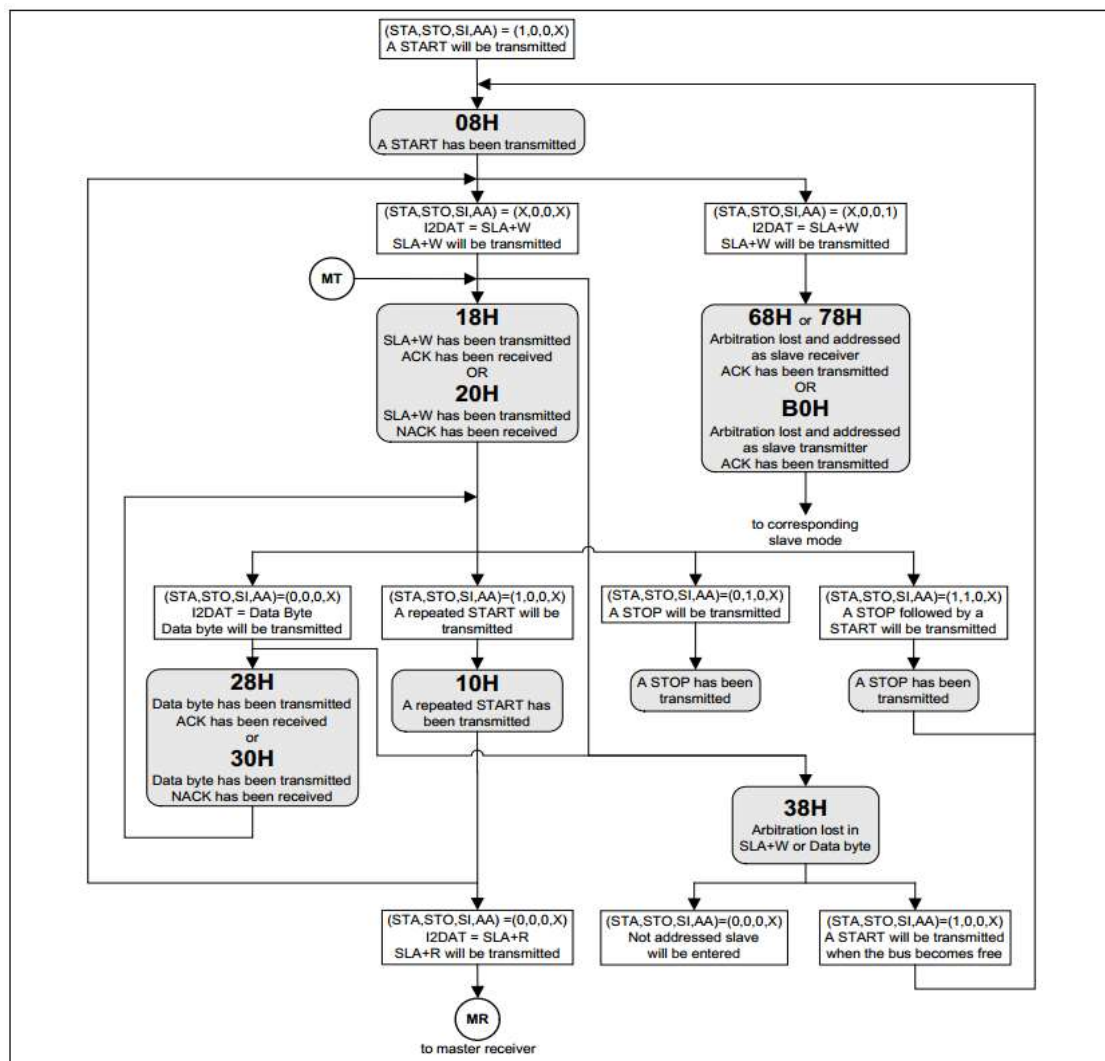 (STA,STO,SI,AA) = (1,0,0,X)
A START will be transmitted
08H
A START has been transmitted
(STA,STO,SI,AA) = (X,0,0,X)
I2DAT = SLA+W
SLA+W will be transmitted
(STA,STO,SI,AA) = (X,0,0,1)
I2DAT = SLA+W
SLA+W will be transmitted
MT
18H
SLA+W has been transmitted
ACK has been received
OR
20H
SLA+W has been transmitted
NACK has been received
68H or 78H
Arbitration lost and addressed
as slave receiver
ACK has been transmitted
OR
B0H
Arbitration lost and addressed
as slave transmitter
ACK has been transmitted
to corresponding
slave mode
(STA,STO,SI,AA)=(0,0,0,X)
I2DAT = Data Byte
Data byte will be transmitted
(STA,STO,SI,AA)=(1,0,0,X)
A repeated START will be
transmitted
(STA,STO,SI,AA)=(0,1,0,X)
A STOP will be transmitted
(STA,STO,SI,AA)=(1,1,0,X)
A STOP followed by a
START will be transmitted
28H
Data byte has been transmitted
ACK has been received
or
30H
Data byte has been transmitted
NACK has been received
10H
A repeated START has
been transmitted
A STOP has been
transmitted
A STOP has been
transmitted
38H
Arbitration lost in
SLA+W or Data byte
(STA,STO,SI,AA) =(0,0,0,X)
I2DAT = SLA+R
SLA+R will be transmitted
(STA,STO,SI,AA)=(0,0,0,X)
Not addressed slave
will be entered
(STA,STO,SI,AA)=(1,0,0,X)
A START will be transmitted
when the bus becomes free
MR
to master receiver